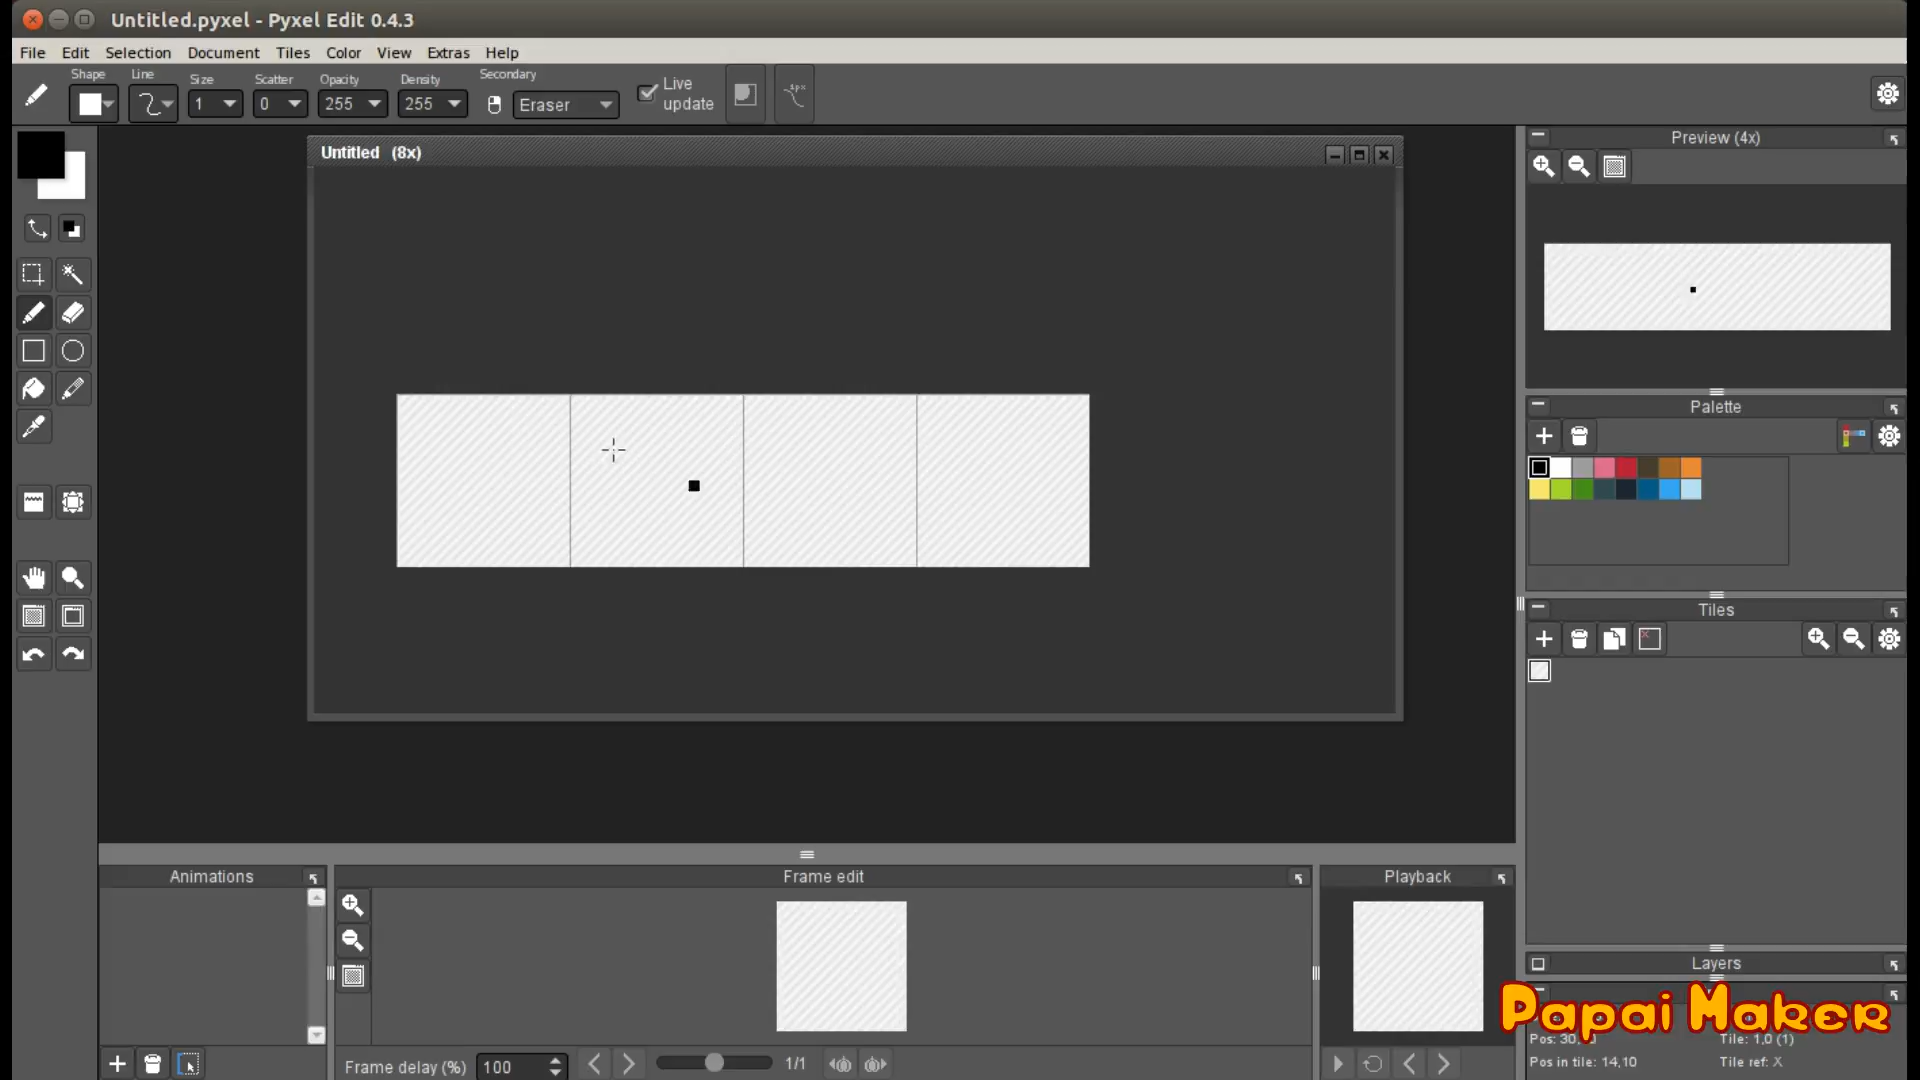 Untitled.pyxel - Pyxel Edit 0.4.3
File Edit Selection Document Tiles Color View Extras Help
Shape Line Size Scatter Opacity Density Secondary
1 0 255 255 Eraser
Live
update
1px
Untitled (8x)
Preview (4x)
Palette
Tiles
Animations
Frame edit
Playback
Layers
Papai Maker
Pos: 30,
Tile: 1,0 (1)
Pos in tile: 14,10
Tile ref: X
Frame delay (%) 100
1/1